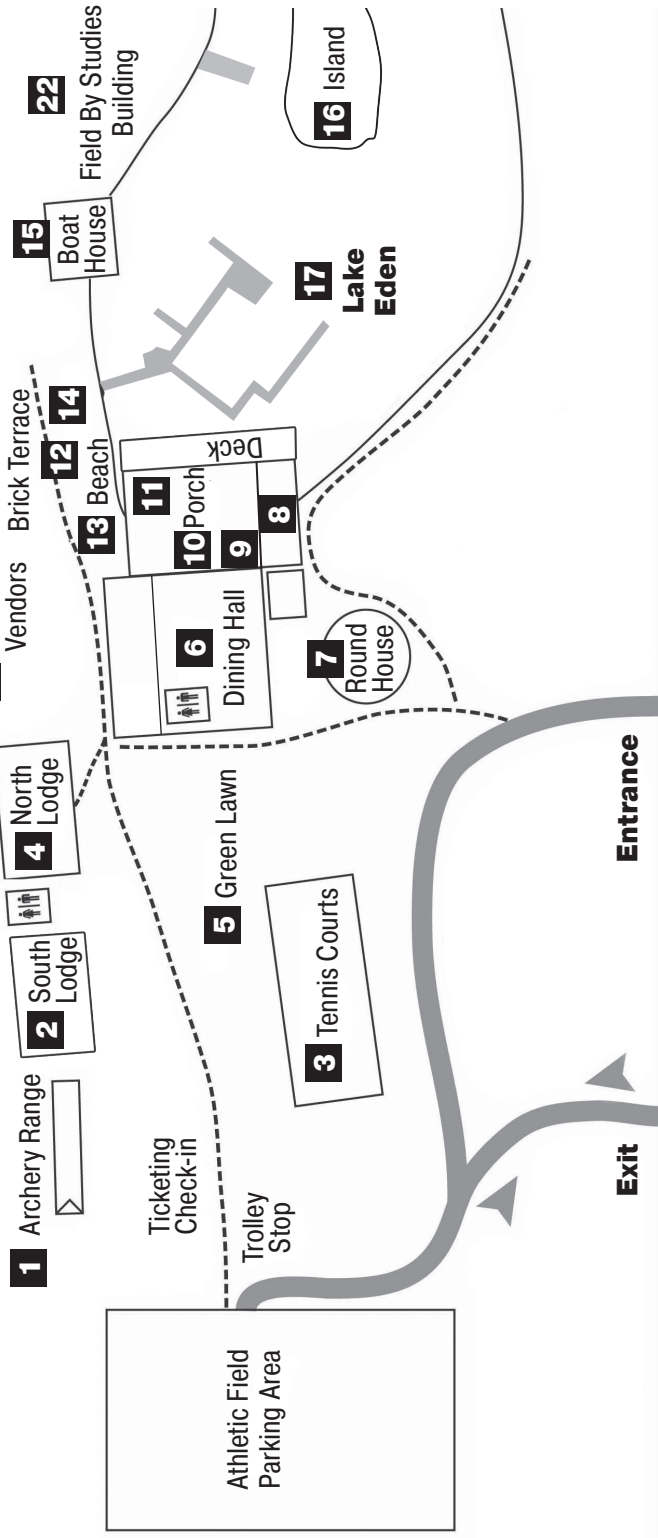 1
Archery Range
2
South
Lodge
4
North
Lodge
Vendors
Brick Terrace
12
14
13
Beach
15
Boat
House
22
Field By Studies
Building
Ticketing
Check-in
Trolley
Stop
Athletic Field
Parking Area
3
Tennis Courts
5
Green Lawn
6
Dining Hall
7
Round
House
8
9
10
Porch
11
Deck
16
Island
17
Lake
Eden
Exit
Entrance